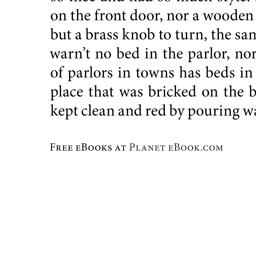 on the front door, nor a wooden
but a brass knob to turn, the sam
warn't no bed in the parlor, nor
of parlors in towns has beds in
place that was bricked on the b
kept clean and red by pouring wa
Free eBooks at Planet eBook.com